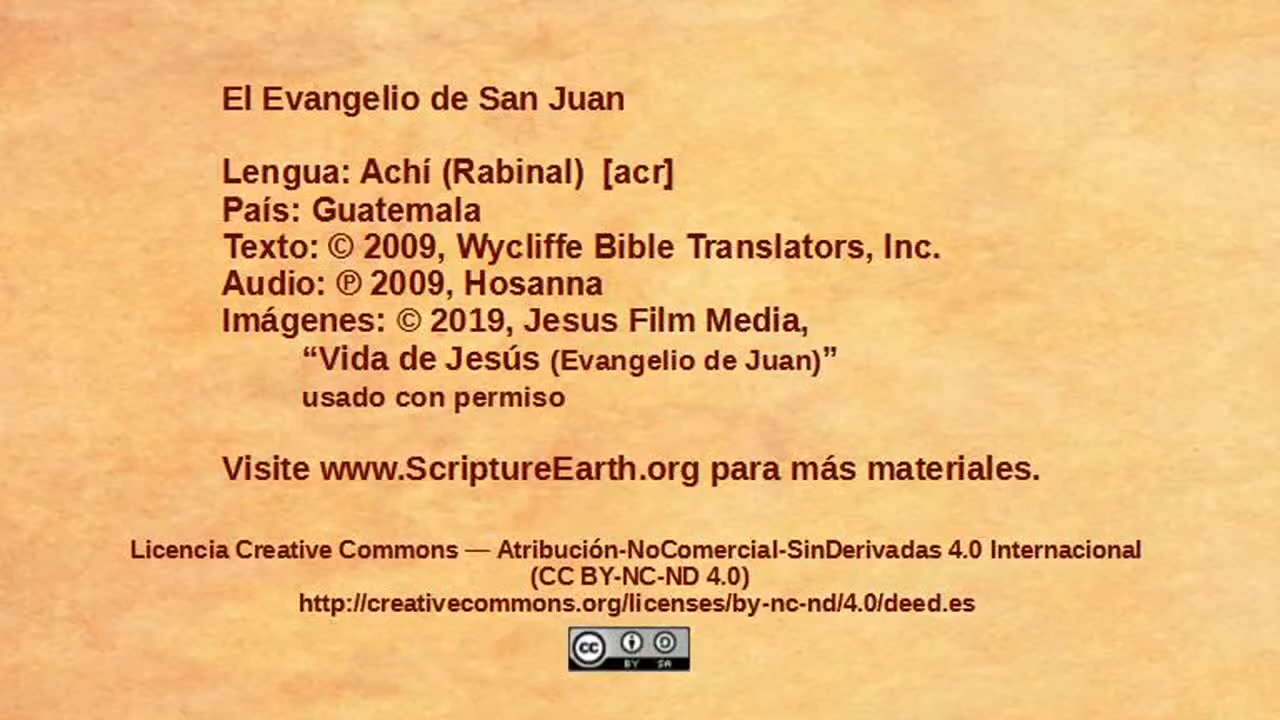 El Evangelio de San Juan
Lengua: Achí (Rabinal) [acr]
País: Guatemala
Texto: © 2009, Wycliffe Bible Translators, Inc.
Audio: ℗ 2009, Hosanna
Imágenes: © 2019, Jesus Film Media,
“Vida de Jesús (Evangelio de Juan)”
usado con permiso
Visite www.ScriptureEarth.org para más materiales.
Licencia Creative Commons — Atribución-NoComercial-SinDerivadas 4.0 Internacional
(CC BY-NC-ND 4.0)
http://creativecommons.org/licenses/by-nc-nd/4.0/deed.es
cc
BY SA